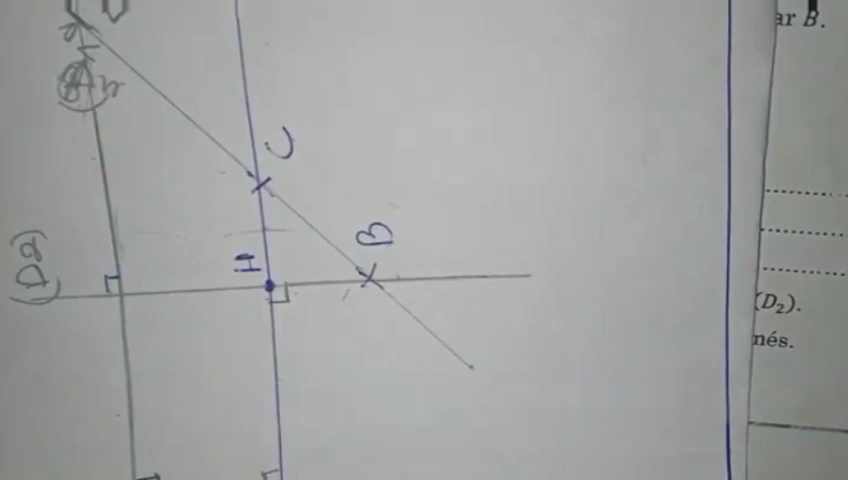 ar B.
C
B
H
(D2)
(D₂).
nés.